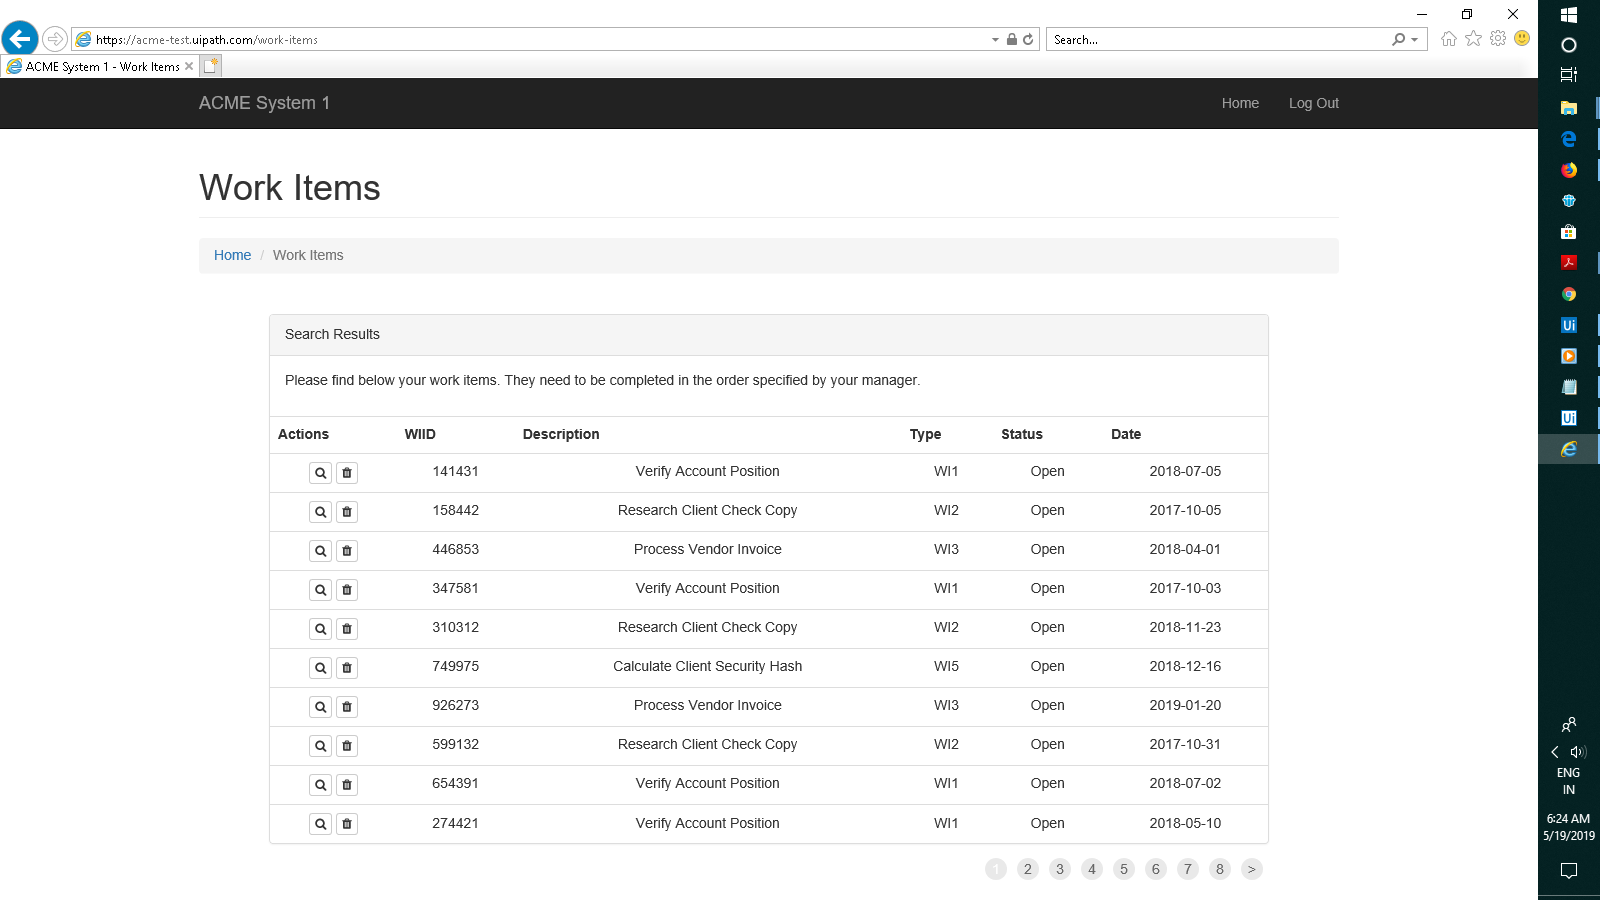 https://acme-test.uipath.com/work-items
Search...
ACME System 1 - Work Items
ACME System 1
Home
Log Out
Work Items
Home / Work Items
Search Results
Please find below your work items. They need to be completed in the order specified by your manager.
Actions WIID Description Type Status Date
141431 Verify Account Position WI1 Open 2018-07-05
158442 Research Client Check Copy WI2 Open 2017-10-05
446853 Process Vendor Invoice WI3 Open 2018-04-01
347581 Verify Account Position WI1 Open 2017-10-03
310312 Research Client Check Copy WI2 Open 2018-11-23
749975 Calculate Client Security Hash WI5 Open 2018-12-16
926273 Process Vendor Invoice WI3 Open 2019-01-20
599132 Research Client Check Copy WI2 Open 2017-10-31
654391 Verify Account Position WI1 Open 2018-07-02
274421 Verify Account Position WI1 Open 2018-05-10
1 2 3 4 5 6 7 8 >
Ui
Ui
ENG
IN
6:24 AM
5/19/2019